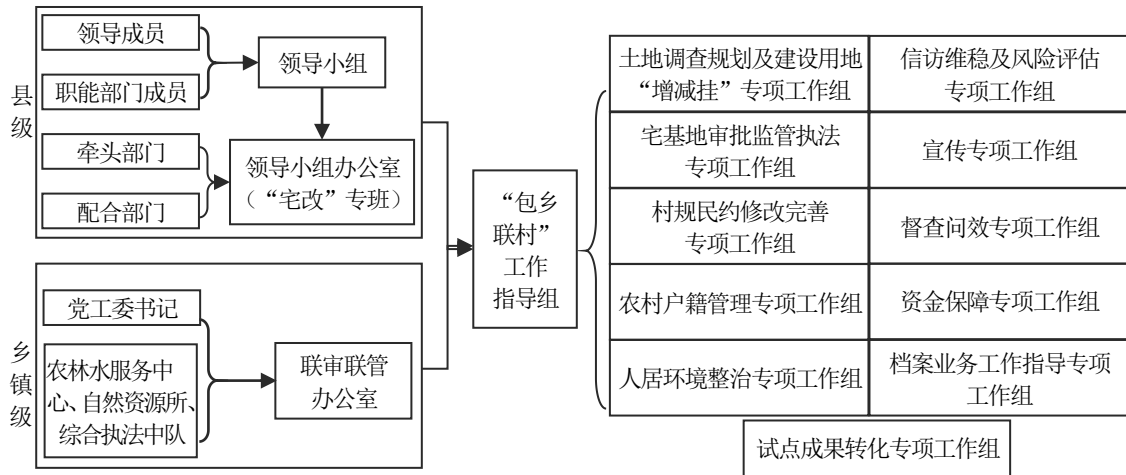 县
级
领导成员
职能部门成员
领导小组
牵头部门
配合部门
领导小组办公室
（“宅改”专班）
乡
镇
级
党工委书记
农林水服务中
心、自然资源所、
综合执法中队
联审联管
办公室
“包乡
联村”
工作
指导组
土地调查规划及建设用地
“增减挂”专项工作组
信访维稳及风险评估
专项工作组
宅基地审批监管执法
专项工作组
宣传专项工作组
村规民约修改完善
专项工作组
督查问效专项工作组
农村户籍管理专项工作组
资金保障专项工作组
人居环境整治专项工作组
档案业务工作指导专项
工作组
试点成果转化专项工作组